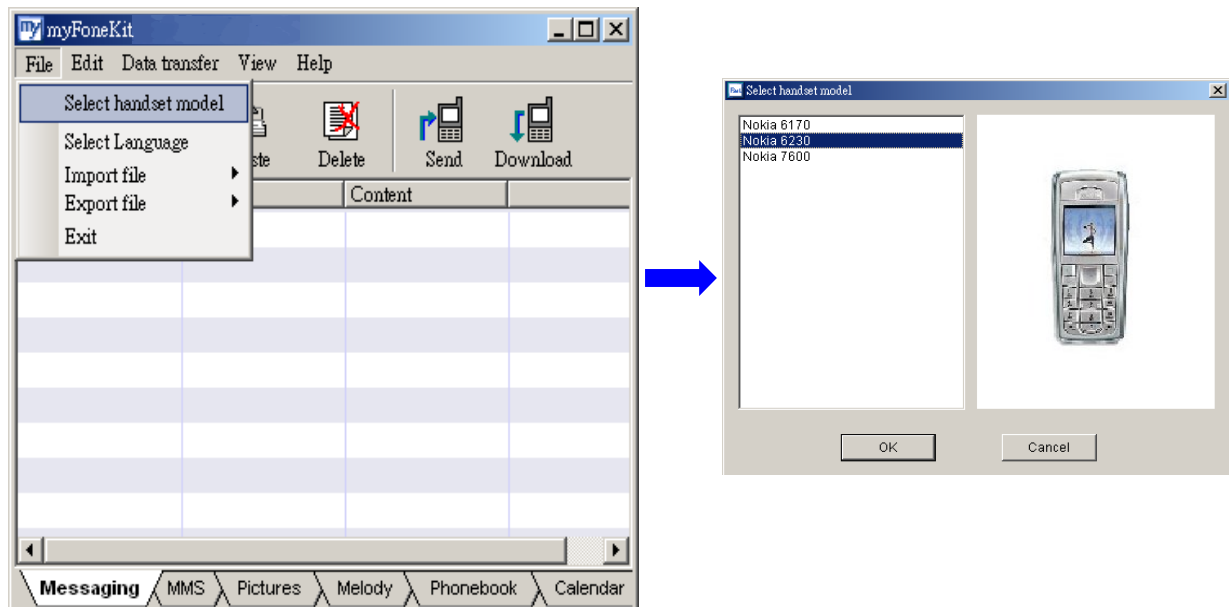 myFoneKit
File Edit Data transfer View Help
Select handset model
Select Language
Import file
Export file
Exit
ste Delete Send Download
Content
Messaging MMS Pictures Melody Phonebook Calendar
Select handset model
Nokia 6170
Nokia 6230
Nokia 7600
OK Cancel